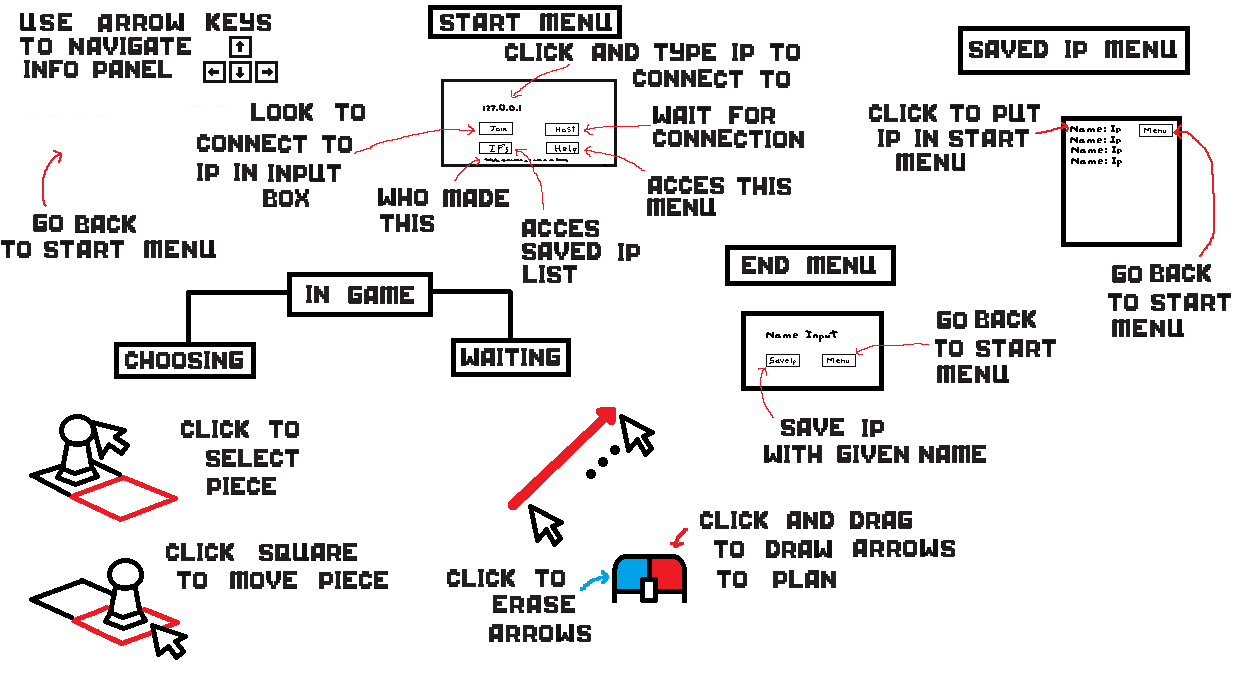 USE ARROW KEYS
TO NAVIGATE
INFO PANEL
GO BACK
TO START MENU
START MENU
CLICK AND TYPE IP TO
CONNECT TO
127.0.0.1
Join
Host
IP's
Help
LOOK TO
CONNECT TO
IP IN INPUT
BOX
WAIT FOR
CONNECTION
WHO MADE
THIS
ACCES
SAVED IP
LIST
ACCES THIS
MENU
SAVED IP MENU
CLICK TO PUT
IP IN START
MENU
Name: Ip
Menu
Name: Ip
Name: Ip
Name: Ip
GO BACK
TO START
MENU
END MENU
Name Input
Save Ip
Menu
GO BACK
TO START
MENU
SAVE IP
WITH GIVEN NAME
IN GAME
CHOOSING
WAITING
CLICK TO
SELECT
PIECE
CLICK SQUARE
TO MOVE PIECE
CLICK AND DRAG
TO DRAW ARROWS
TO PLAN
CLICK TO
ERASE
ARROWS